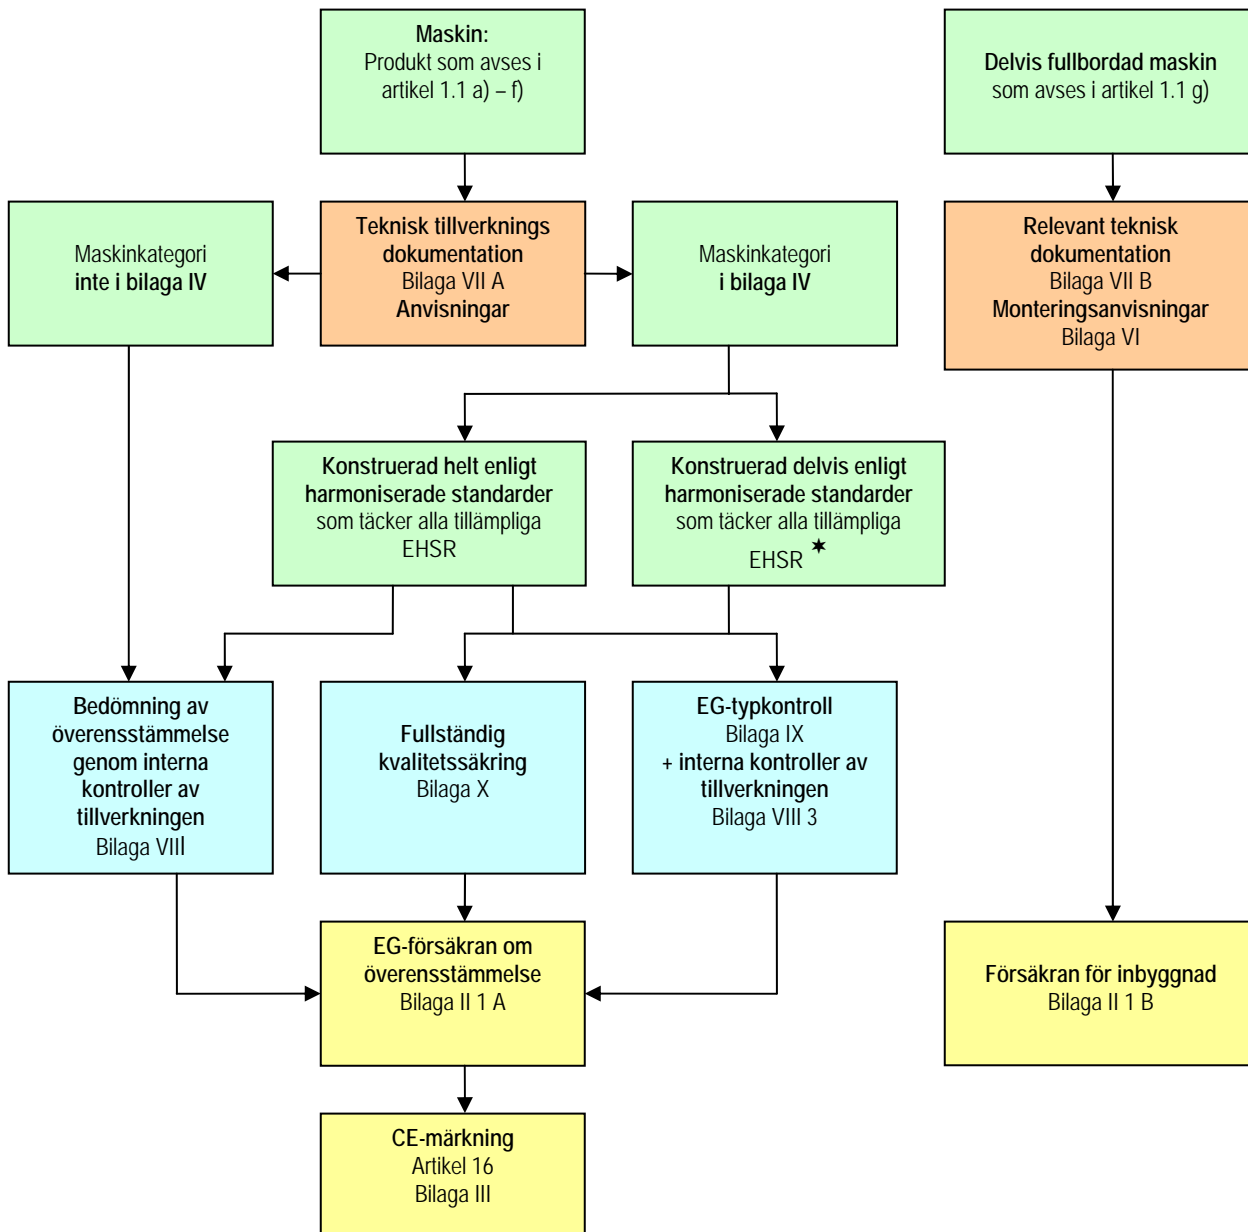 Maskin:
Produkt som avses i
artikel 1.1 a) – f)
Delvis fullbordad maskin
som avses i artikel 1.1 g)
Maskinkategori
inte i bilaga IV
Teknisk tillverknings
dokumentation
Bilaga VII A
Anvisningar
Maskinkategori
i bilaga IV
Relevant teknisk
dokumentation
Bilaga VII B
Monteringsanvisningar
Bilaga VI
Konstruerad helt enligt
harmoniserade standarder
som täcker alla tillämpliga
EHSR
Konstruerad delvis enligt
harmoniserade standarder
som täcker alla tillämpliga
EHSR ★
Bedömning av
överensstämmelse
genom interna
kontroller av
tillverkningen
Bilaga VIII
Fullständig
kvalitetssäkring
Bilaga X
EG-typkontroll
Bilaga IX
+ interna kontroller av
tillverkningen
Bilaga VIII 3
EG-försäkran om
överensstämmelse
Bilaga II 1 A
Försäkran för inbyggnad
Bilaga II 1 B
CE-märkning
Artikel 16
Bilaga III